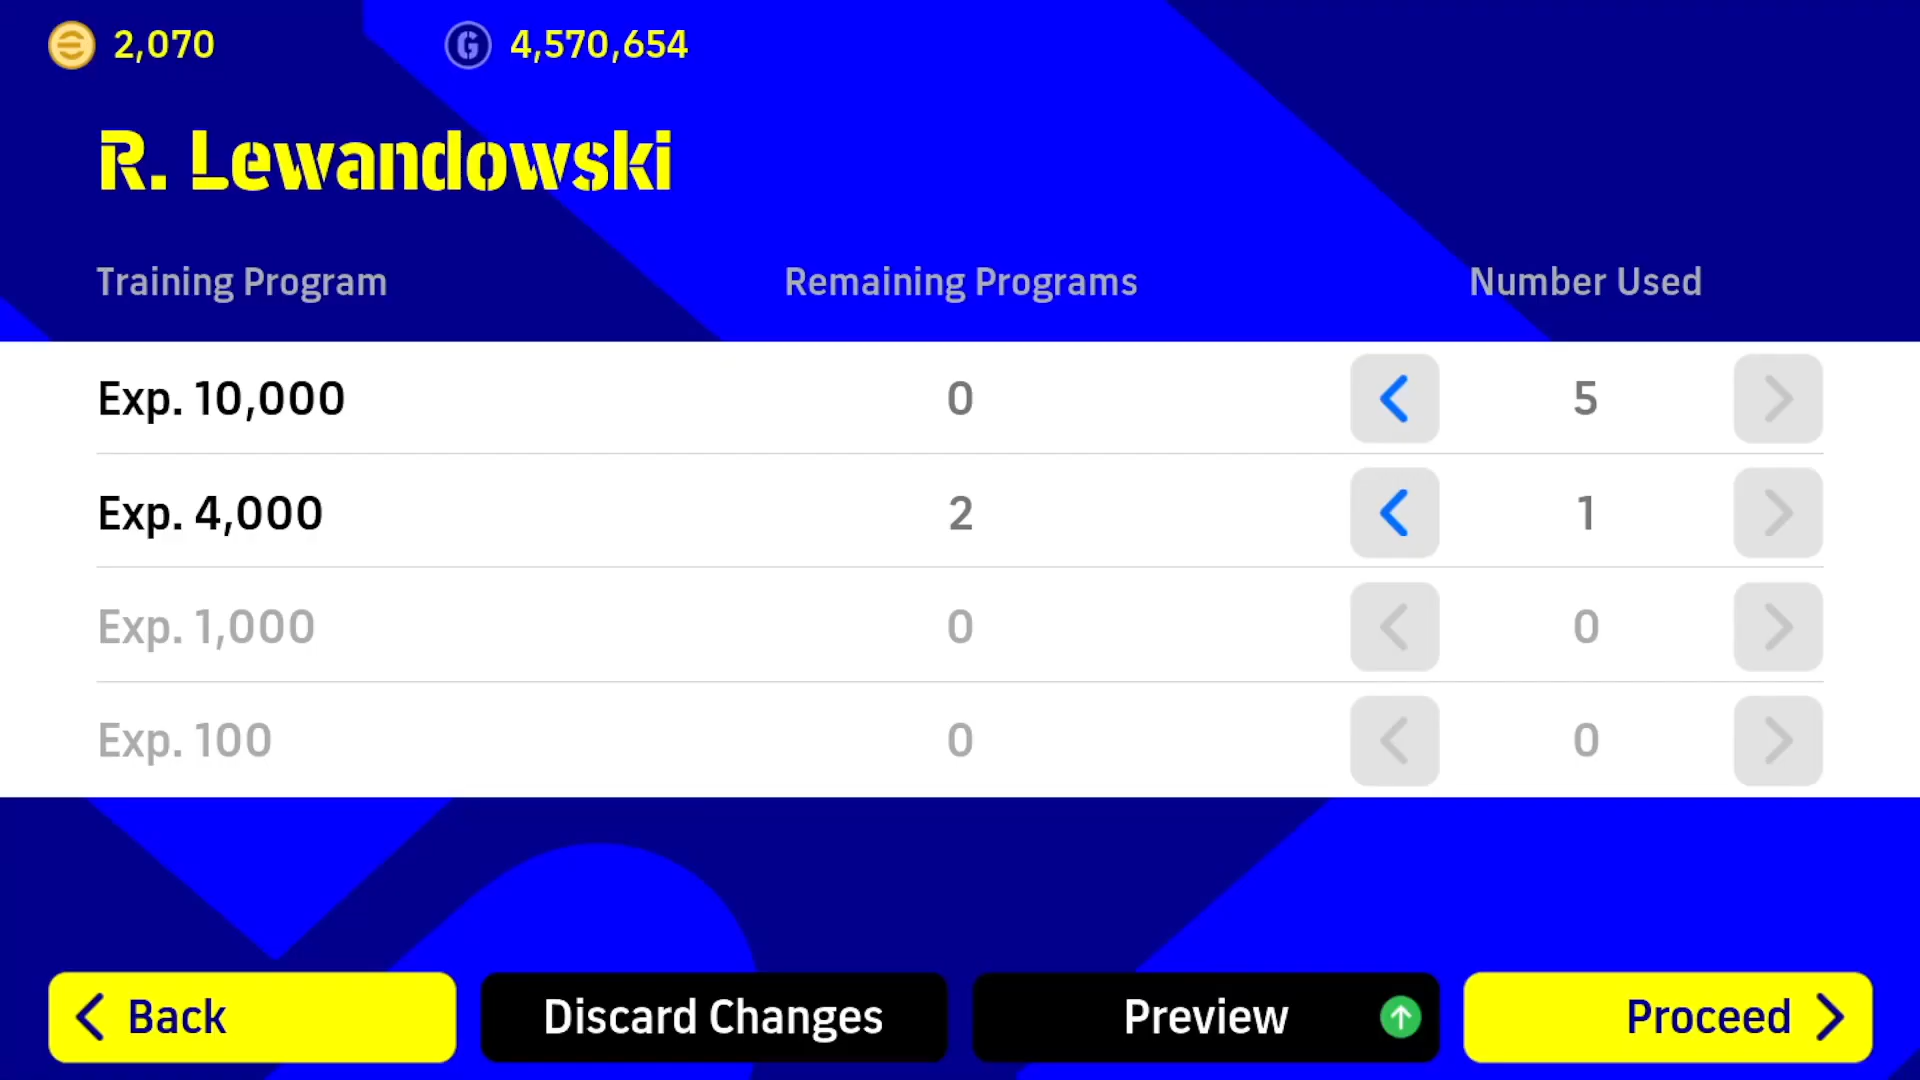 2,070 4,570,654
R. Lewandowski
Training Program Remaining Programs Number Used
Exp. 10,000 0 5
Exp. 4,000 2 1
Exp. 1,000 0 0
Exp. 100 0 0
Back Discard Changes Preview Proceed